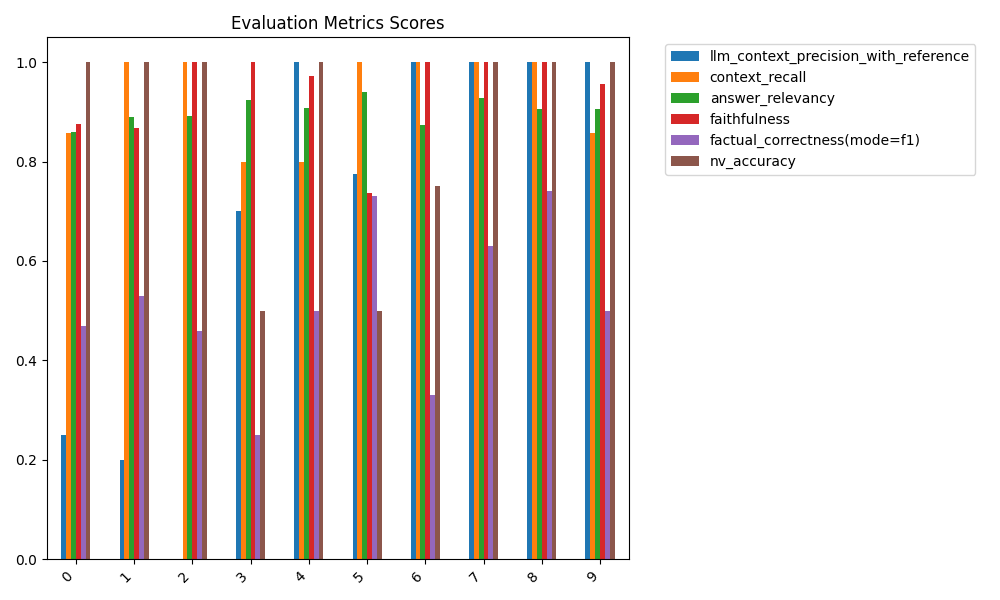 Evaluation Metrics Scores
llm_context_precision_with_reference
context_recall
answer_relevancy
faithfulness
factual_correctness(mode=f1)
nv_accuracy
1.0
0.8
0.6
0.4
0.2
0.0
0 1 2 3 4 5 6 7 8 9